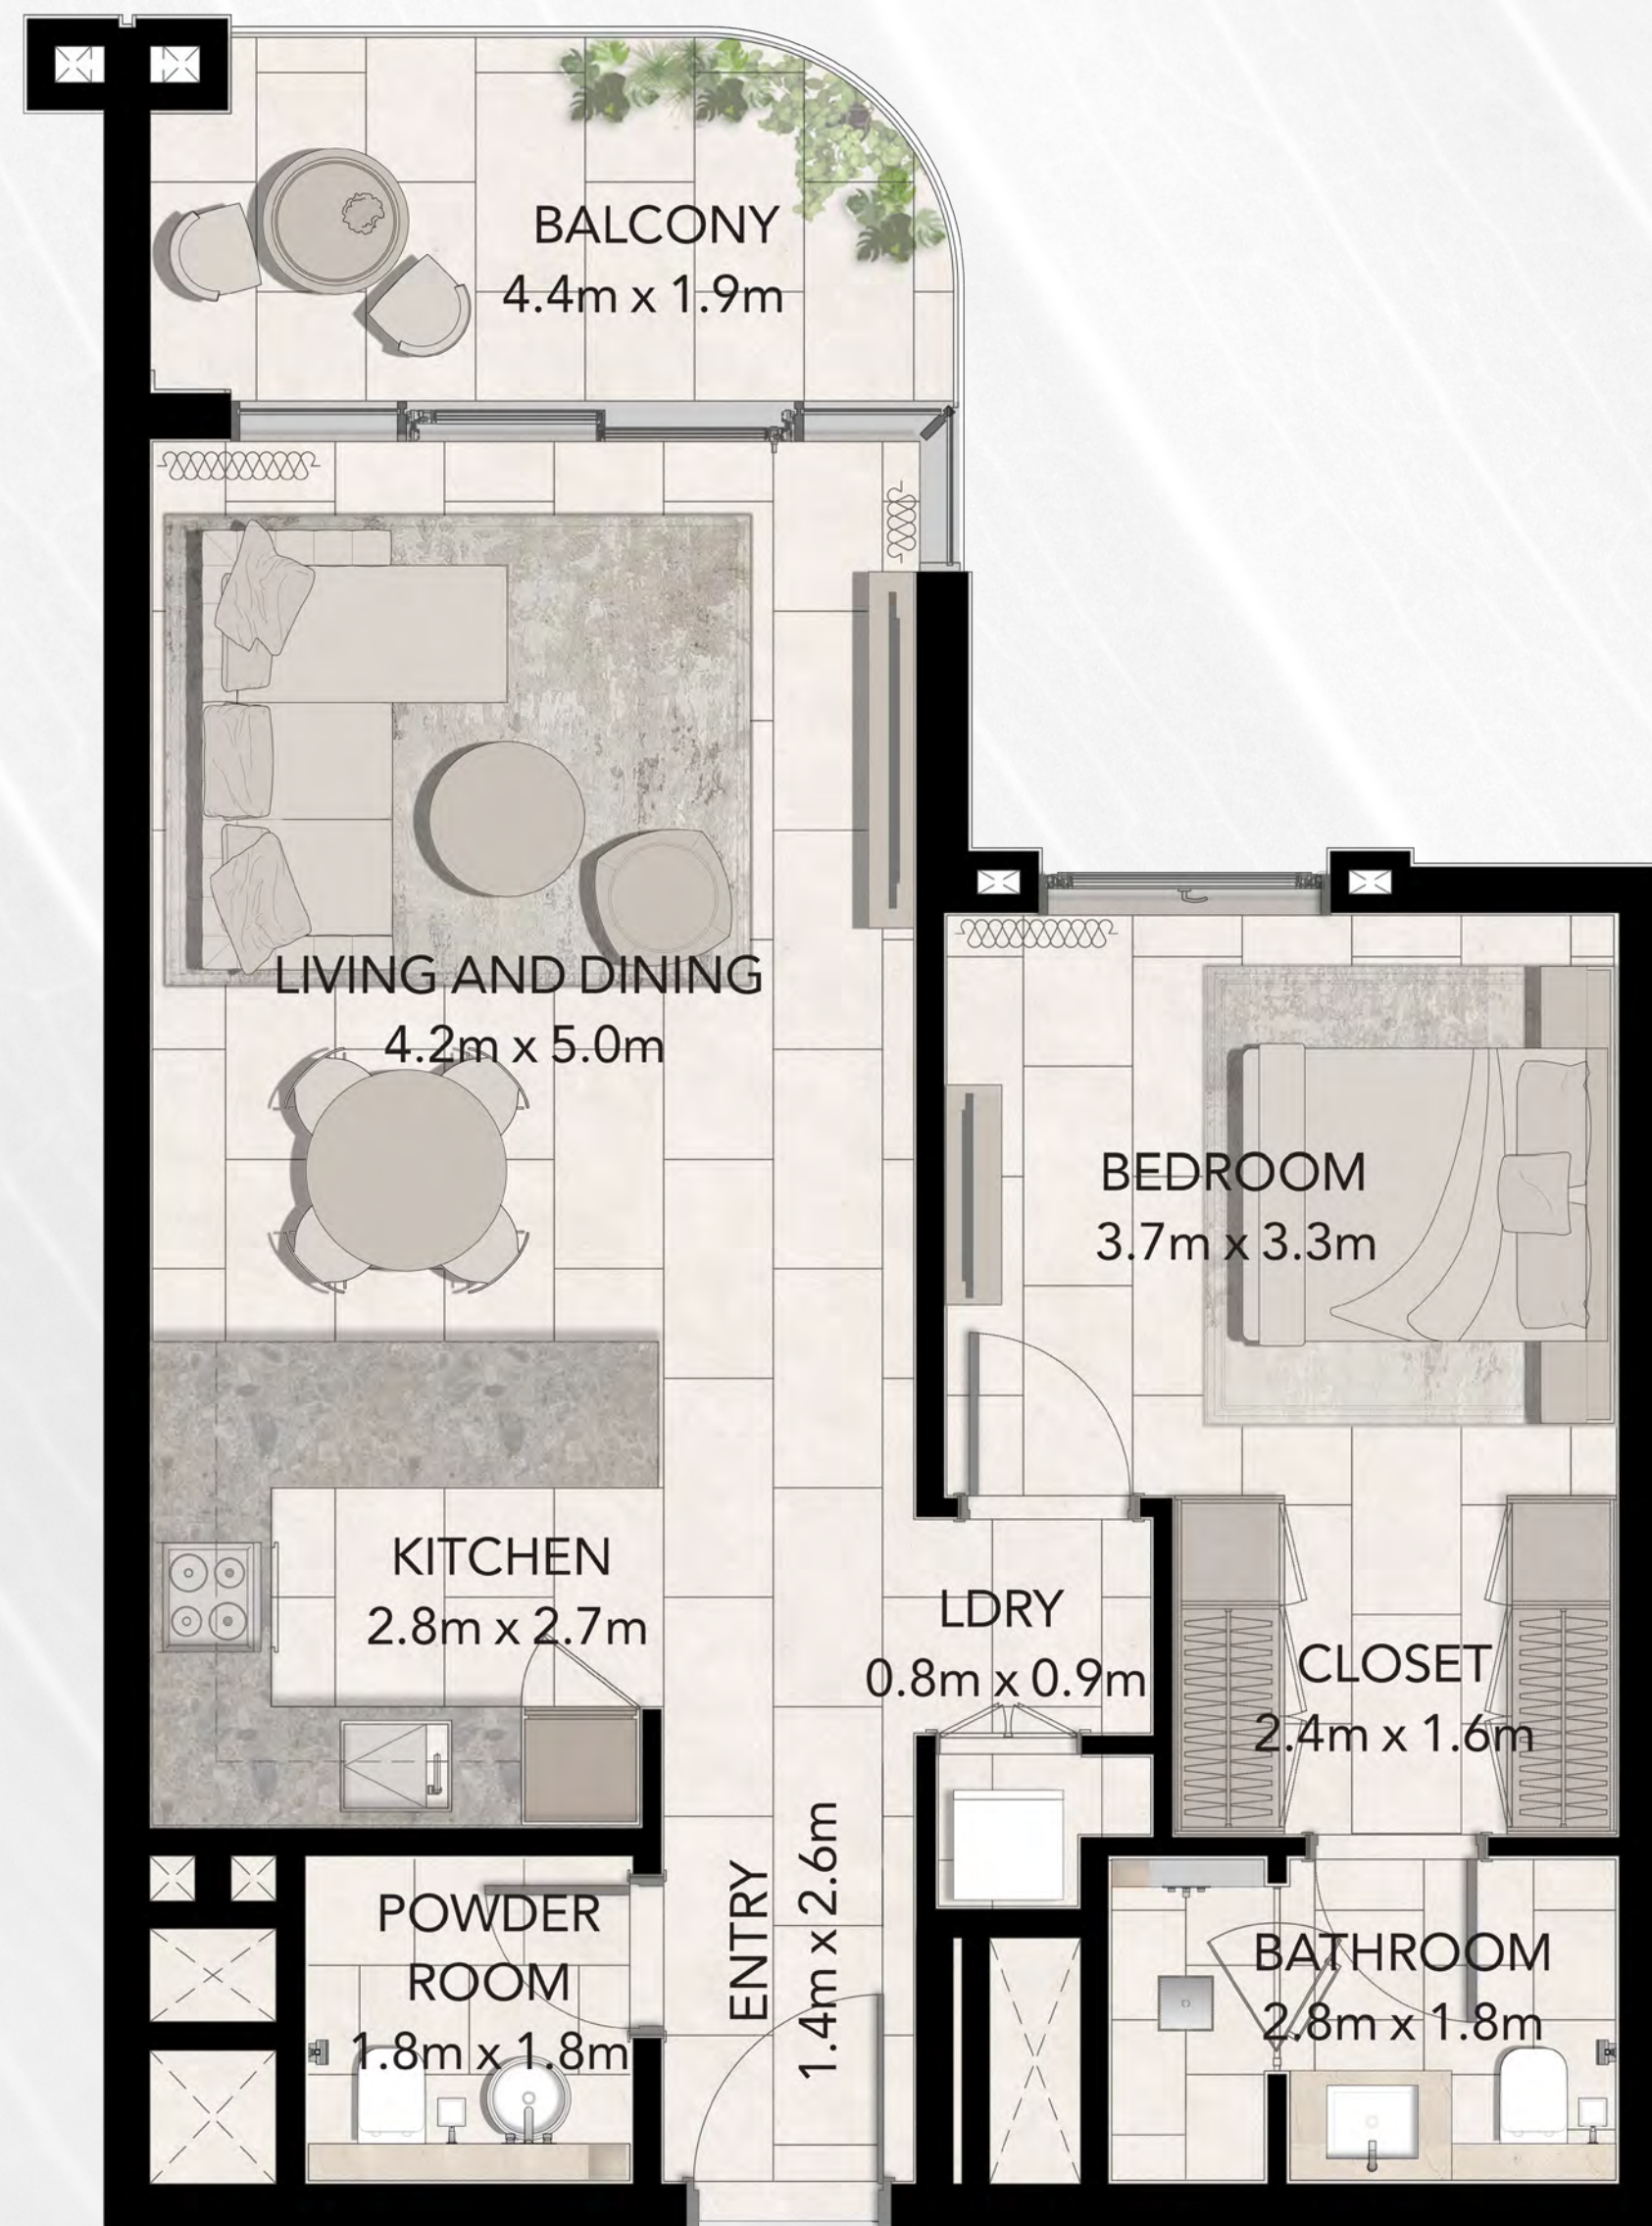 BALCONY
4.4m x 1.9m
LIVING AND DINING
4.2m x 5.0m
BEDROOM
3.7m x 3.3m
KITCHEN
2.8m x 2.7m
LDRY
0.8m x 0.9m
CLOSET
2.4m x 1.6m
POWDER
ROOM
1.8m x 1.8m
ENTRY
1.4m x 2.6m
BATHROOM
2.8m x 1.8m